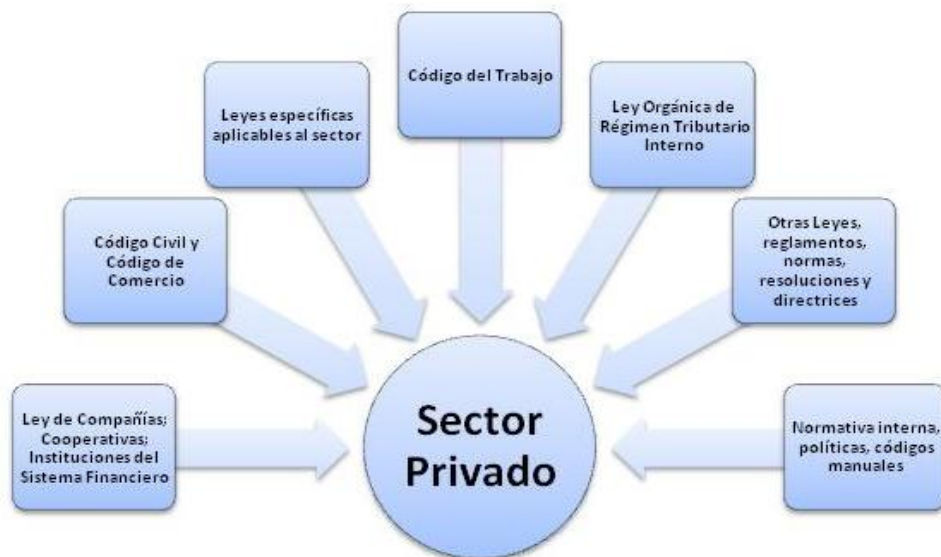 Código del Trabajo
Leyes específicas
aplicables al sector
Ley Orgánica de
Régimen Tributario
Interno
Código Civil y
Código de
Comercio
Otras Leyes,
reglamentos,
normas,
resoluciones y
directrices
Ley de Compañías;
Cooperativas;
Instituciones del
Sistema Financiero
Sector
Privado
Normativa interna,
políticas, códigos
manuales